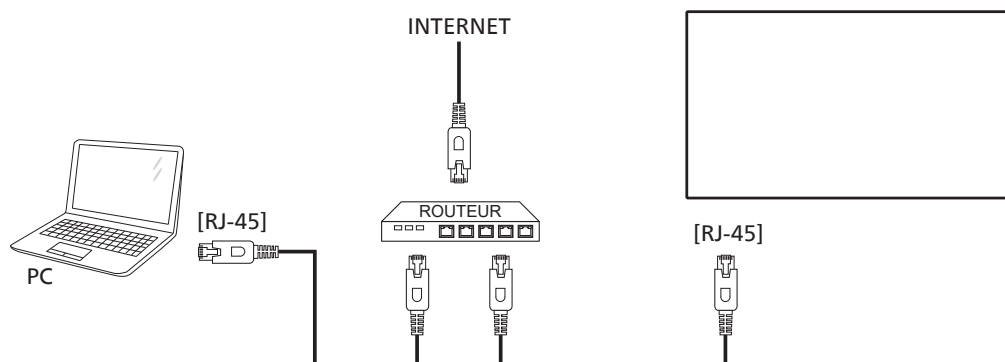 INTERNET
ROUTEUR
[RJ-45]
[RJ-45]
PC